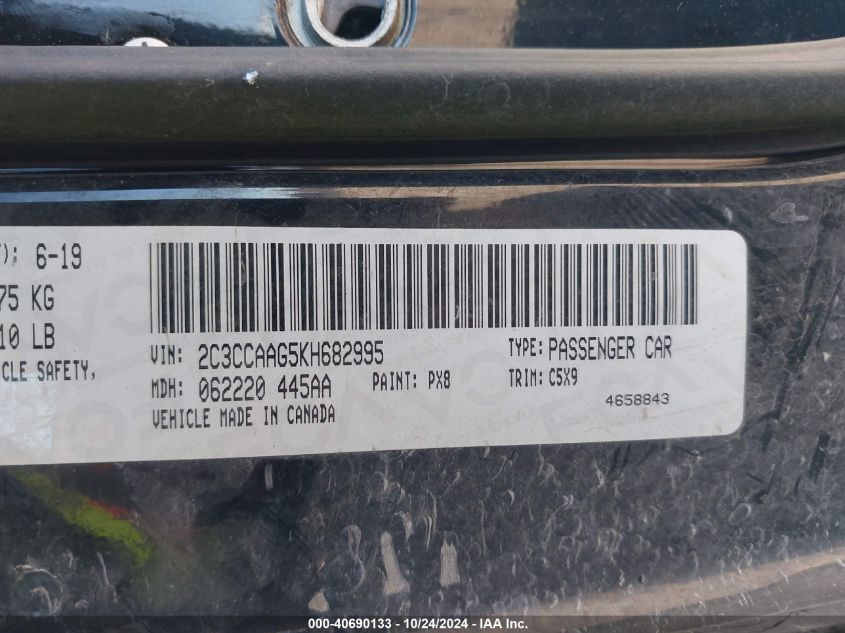 ): 6-19
75 KG
10 LB
CLE SAFETY,
VIN: 2C3CCAAG5KH682995
TYPE: PASSENGER CAR
MDH: 062220 445AA
PAINT: PX8
TRIM: C5X9
VEHICLE MADE IN CANADA
4658843
000-40690133 - 10/24/2024 - IAA Inc.